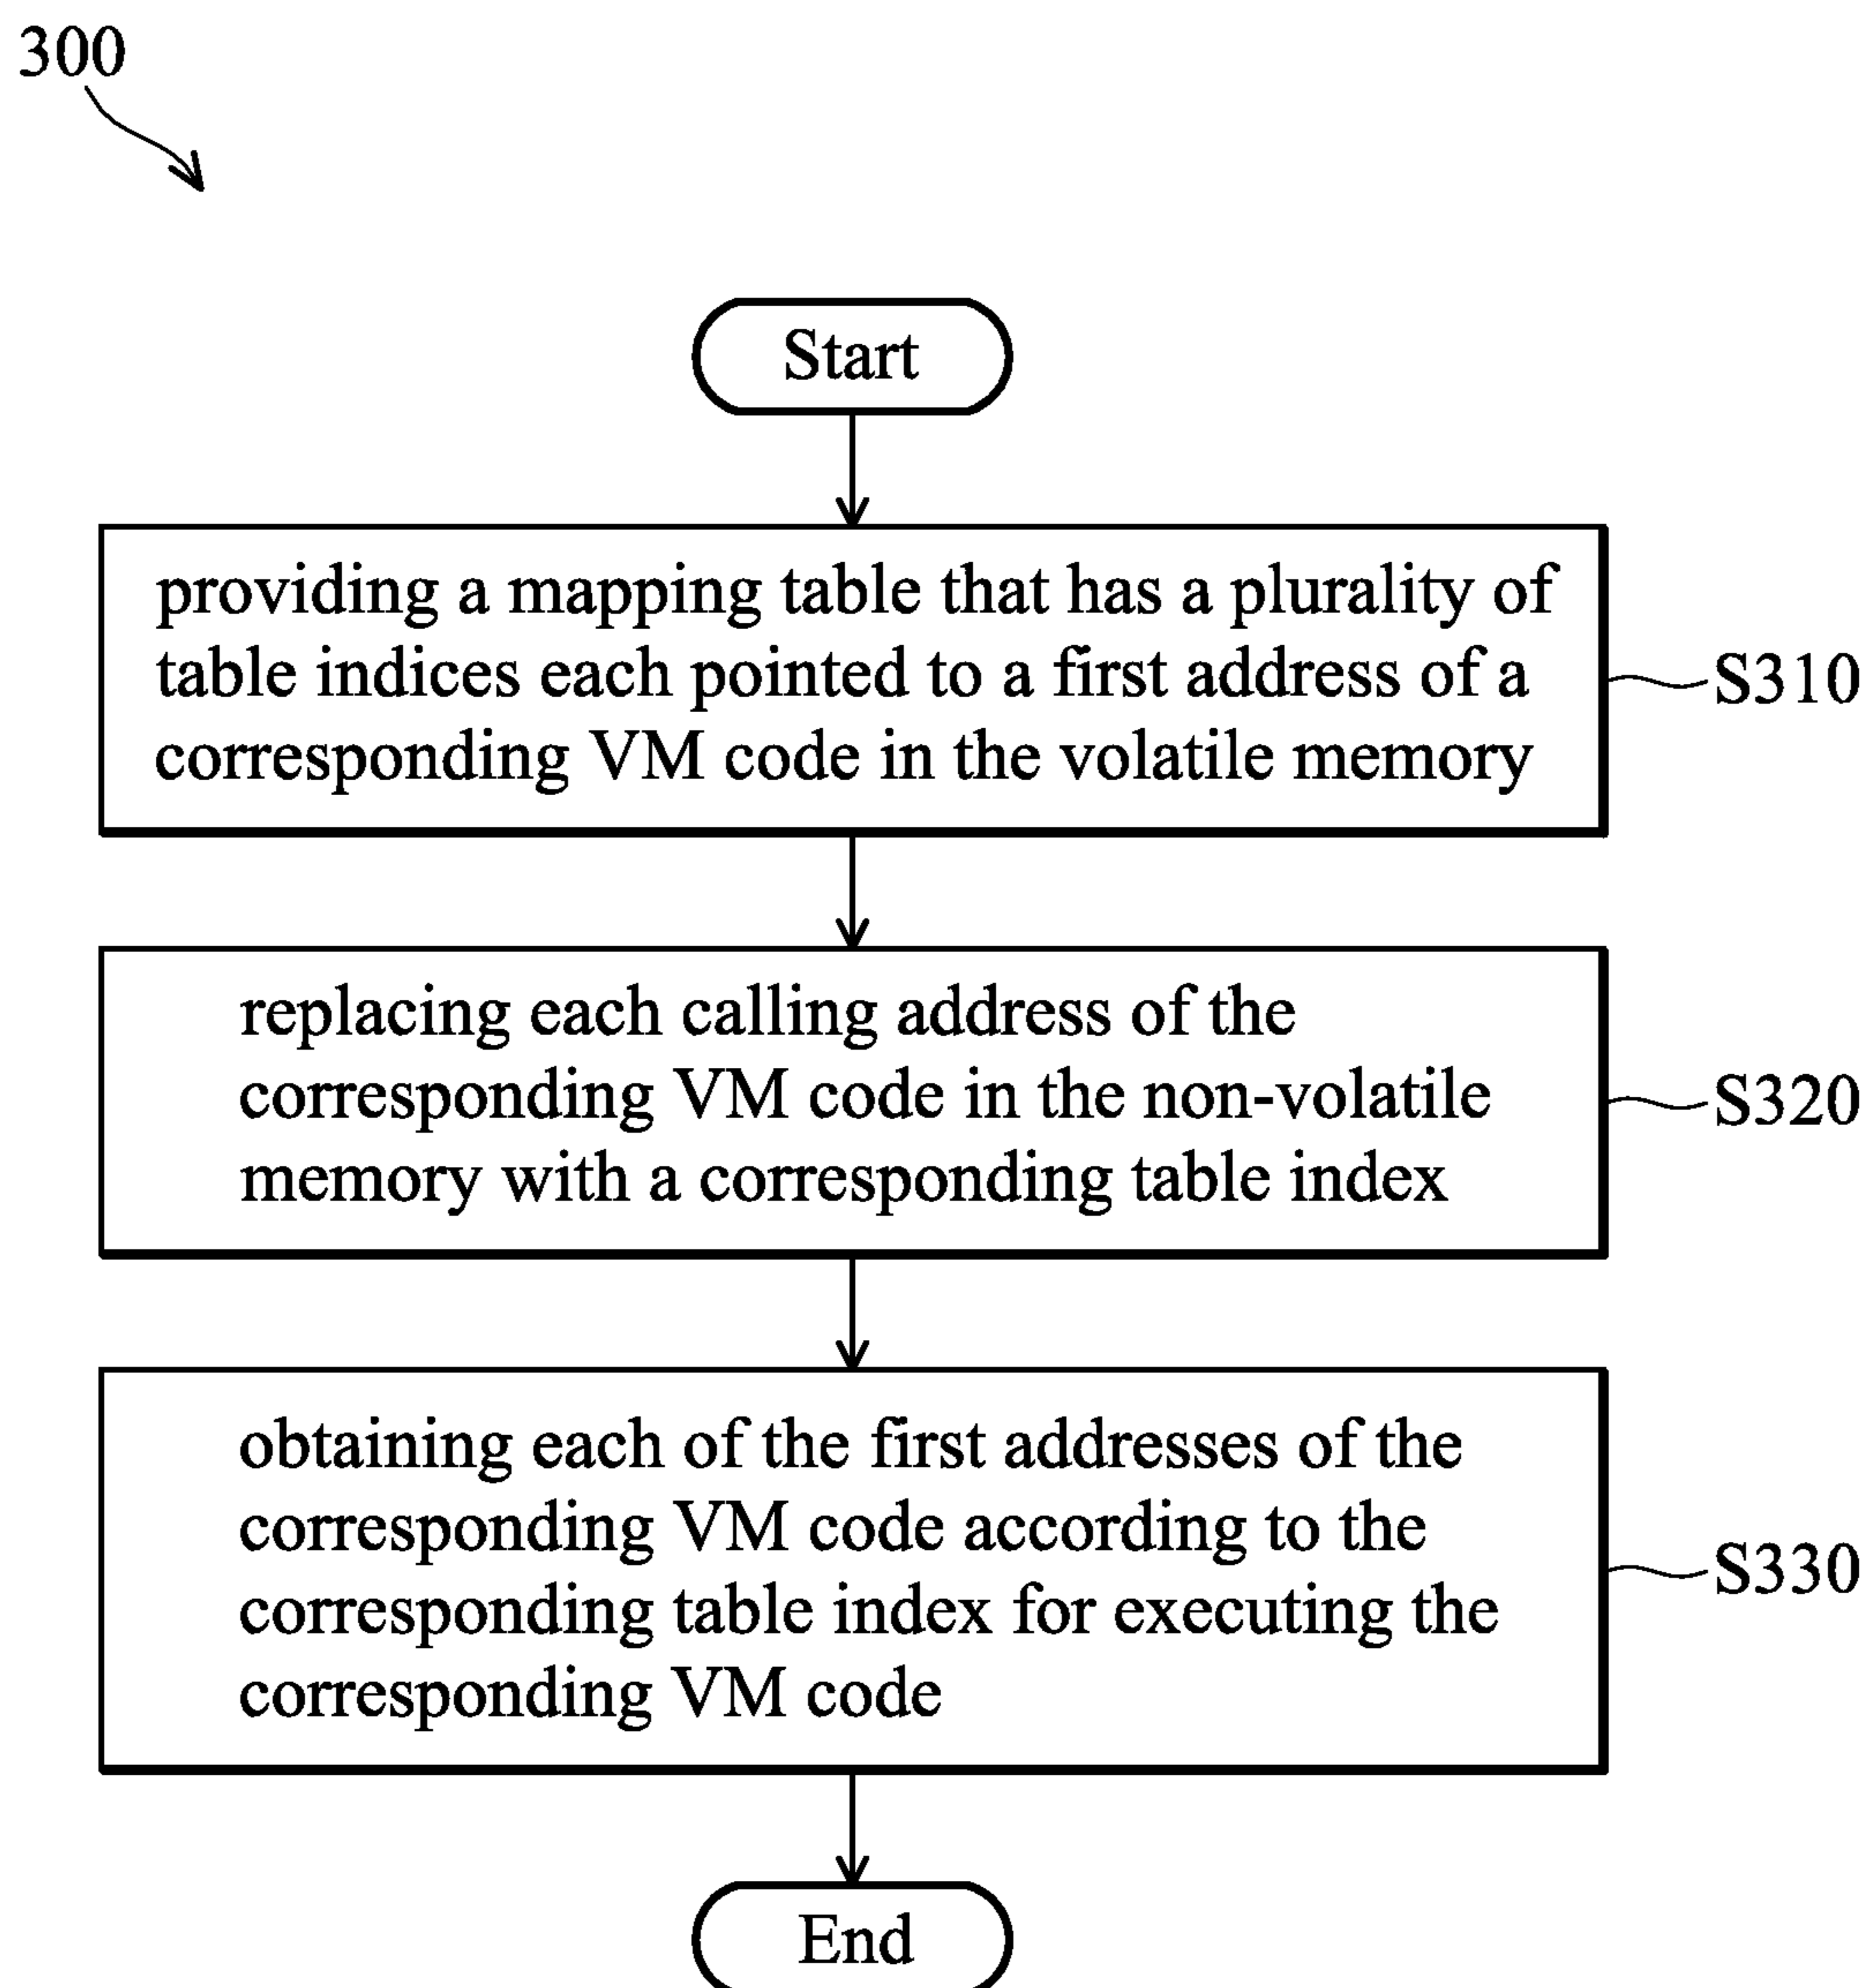 300
Start
providing a mapping table that has a plurality of
table indices each pointed to a first address of a
corresponding VM code in the volatile memory
S310
replacing each calling address of the
corresponding VM code in the non-volatile
memory with a corresponding table index
S320
obtaining each of the first addresses of the
corresponding VM code according to the
corresponding table index for executing the
corresponding VM code
S330
End